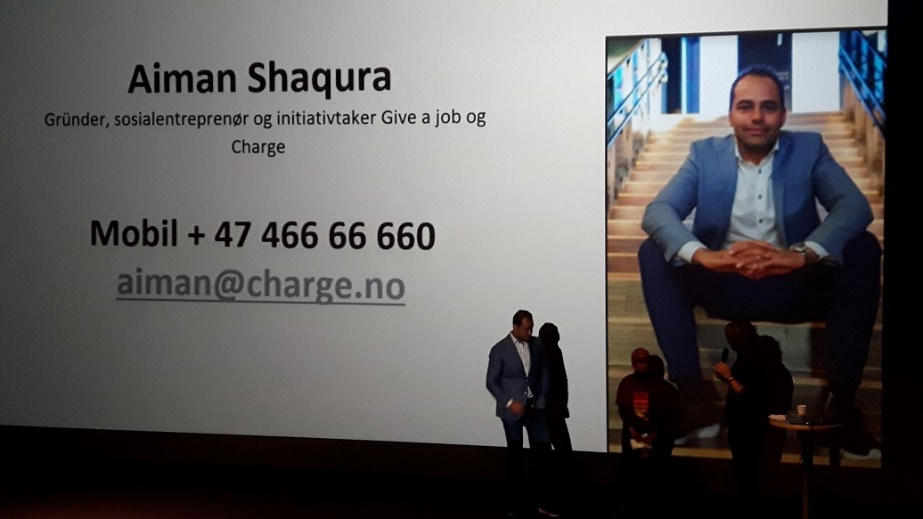 Aiman Shaqura
Gründer, sosialentreprenør og initiativtaker Give a job og
Charge
Mobil + 47 466 66 660
aiman@charge.no